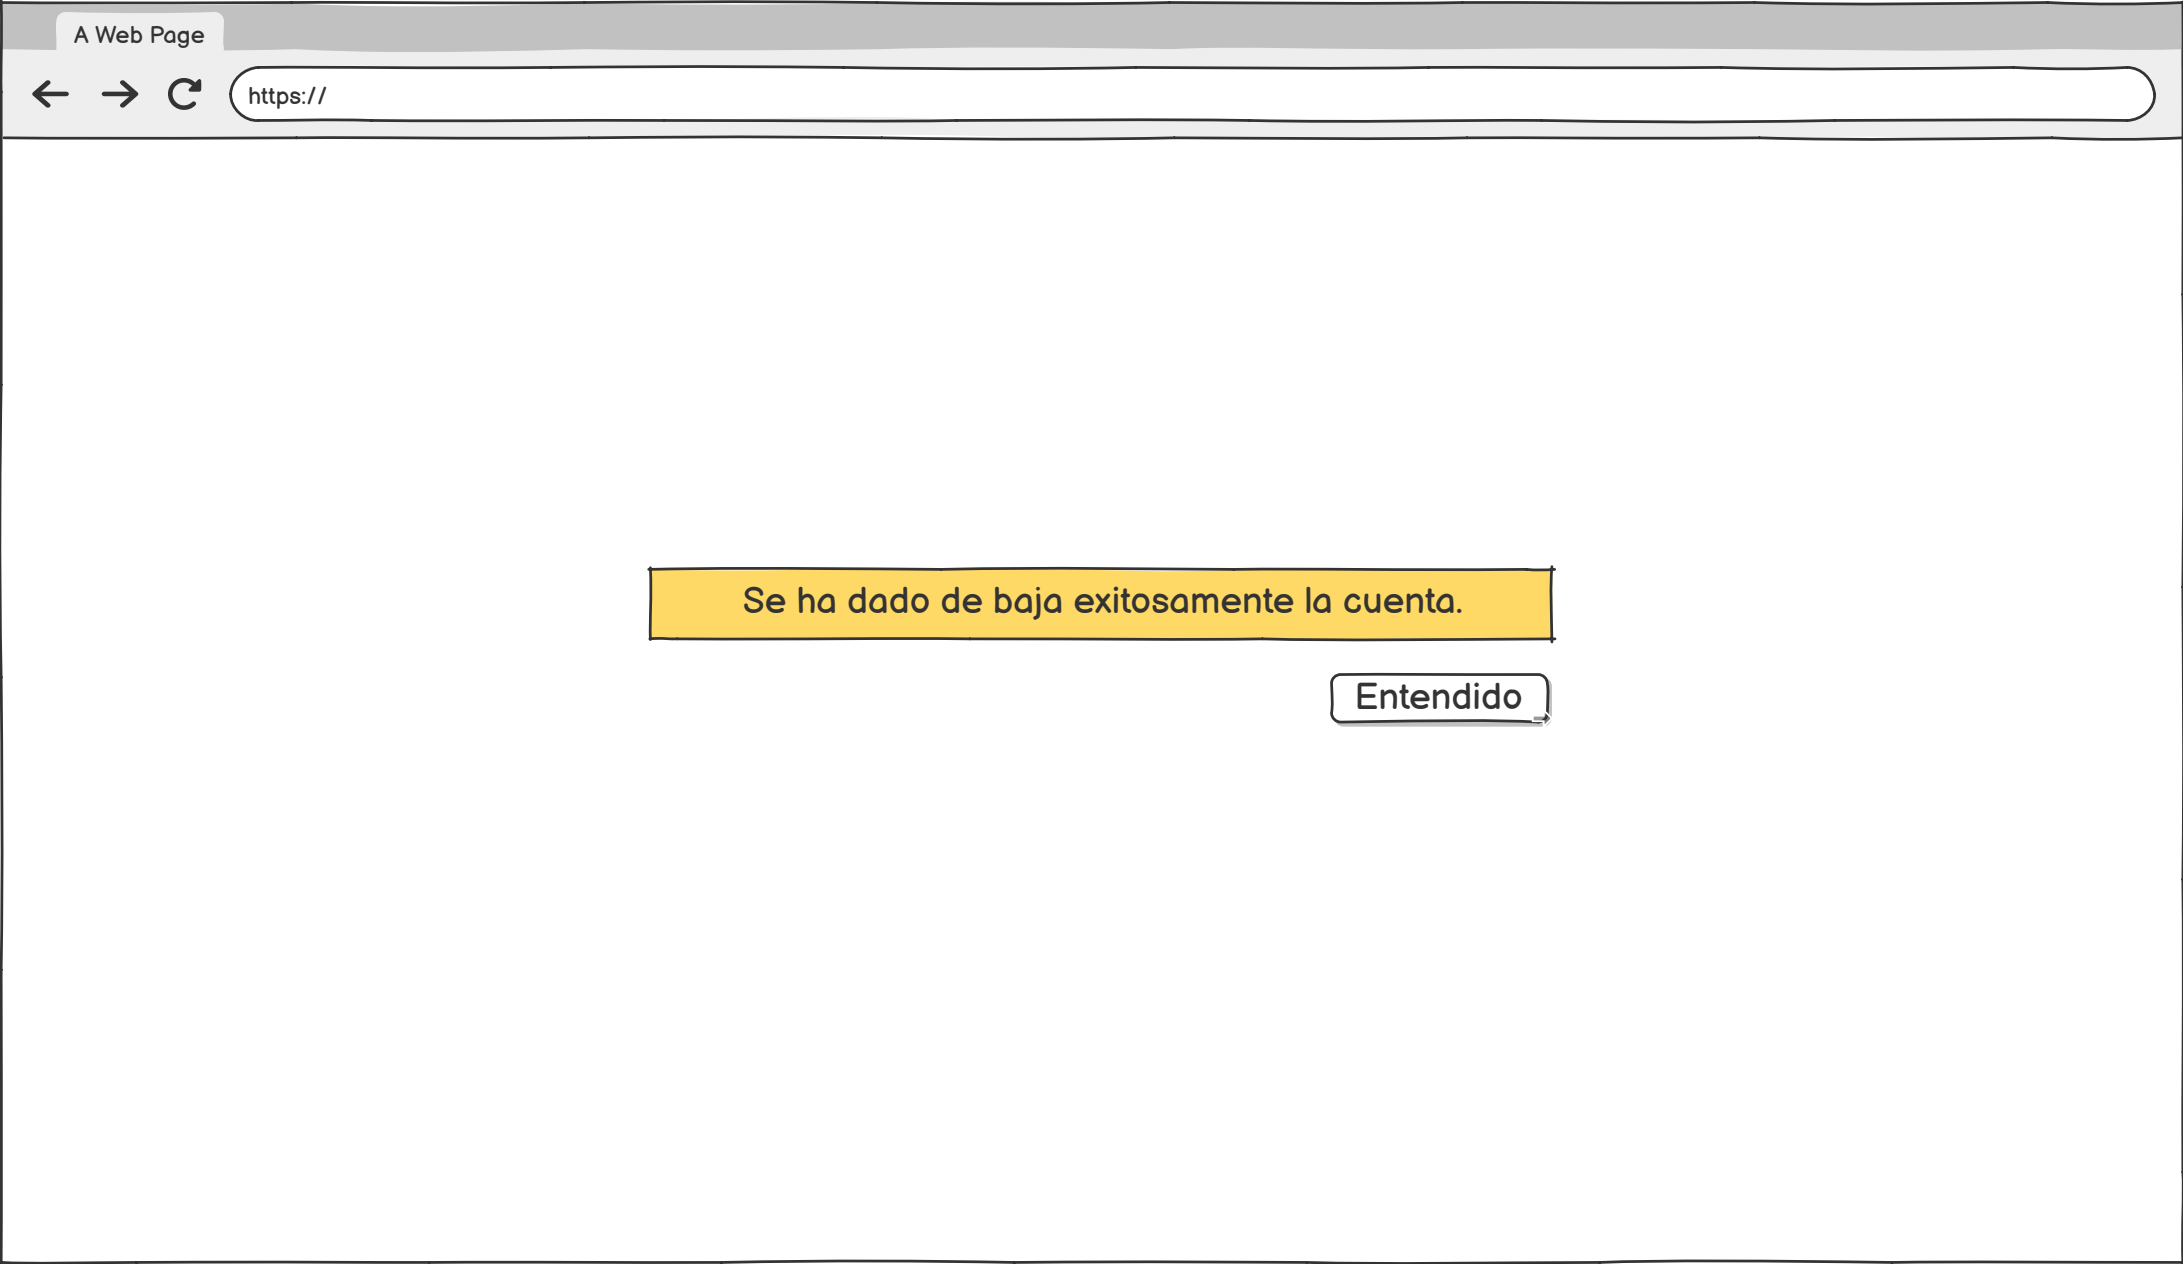 A Web Page
https://
Se ha dado de baja exitosamente la cuenta.
Entendido